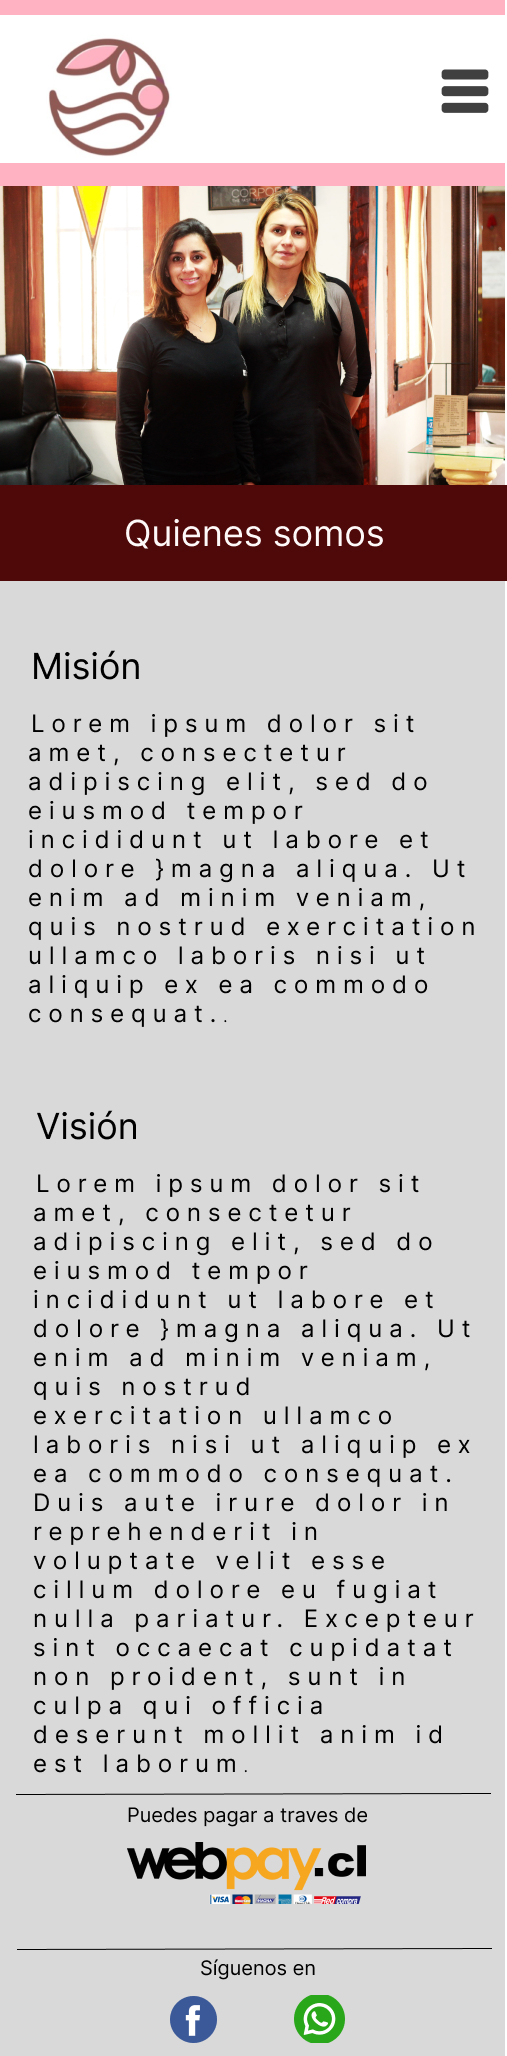 CORPOR
Quienes somos
Misión
Lorem ipsum dolor sit
amet, consectetur
adipiscing elit, sed do
eiusmod tempor
incididunt ut labore et
dolore }magna aliqua. Ut
enim ad minim veniam,
quis nostrud exercitation
ullamco laboris nisi ut
aliquip ex ea commodo
consequat..
Visión
Lorem ipsum dolor sit
amet, consectetur
adipiscing elit, sed do
eiusmod tempor
incididunt ut labore et
dolore }magna aliqua. Ut
enim ad minim veniam,
quis nostrud
exercitation ullamco
laboris nisi ut aliquip ex
ea commodo consequat.
Duis aute irure dolor in
reprehenderit in
voluptate velit esse
cillum dolore eu fugiat
nulla pariatur. Excepteur
sint occaecat cupidatat
non proident, sunt in
culpa qui officia
deserunt mollit anim id
est laborum.
Puedes pagar a traves de
webpay.cl
VISA Red compra
Síguenos en
f